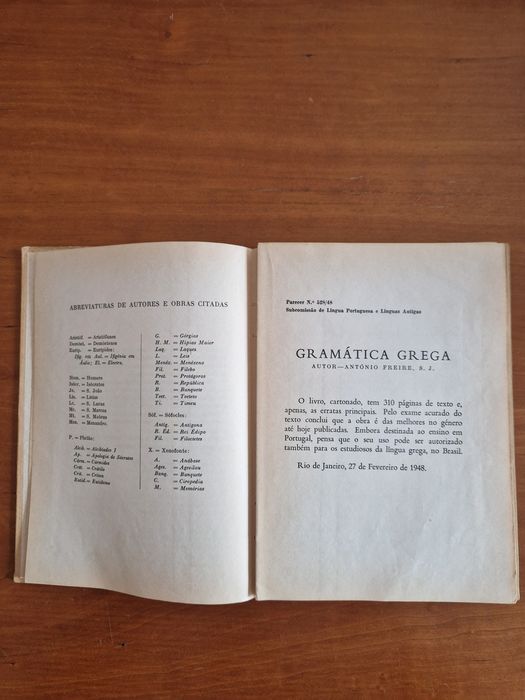 ABREVIATURAS DE AUTORES E OBRAS CITADAS
Aristóf. = Aristófanes
Demóst. = Demóstenes
Euríp. = Eurípides:
Ifig. em Aul. = Ifigénia em
Áulis; El. = Electra.
Hom. = Homero
Isócr. = Isócrates
Jo. = S. João
Lis. = Lísias
Lc. = S. Lucas
Mc. = S. Marcos
Mt. = S. Mateus
Men. = Menandro.
P. = Platão:
Alcib. = Alcibíades I
Ap. = Apologia de Sócrates
Cárm. = Cármides
Crát. = Crátilo
Crít. = Críton
Eutid. = Eutidemo
G. = Górgias
H. M. = Hípias Maior
Laq. = Laques
L. = Leis
Menéx. = Menéxeno
Fil. = Filebo
Prot. = Protágoras
R. = República
B. = Banquete
Teet. = Teeteto
Ti. = Timeu
Sóf. = Sófocles:
Antíg. = Antígona
R. Éd. = Rei Édipo
Fil. = Filoctetes
X. = Xenofonte:
A. = Anábase
Ages. = Agesilau
Banq. = Banquete
C. = Ciropedia
M. = Memórias
Parecer N.º 528/48
Subcomissão de Língua Portuguesa e Línguas Antigas
GRAMÁTICA GREGA
AUTOR—ANTÓNIO FREIRE, S. J.
O livro, cartonado, tem 310 páginas de texto e,
apenas, as erratas principais. Pelo exame acurado do
texto conclui que a obra é das melhores no género
até hoje publicadas. Embora destinada ao ensino em
Portugal, penso que o seu uso pode ser autorizado
também para os estudiosos da língua grega, no Brasil.
Rio de Janeiro, 27 de Fevereiro de 1948.